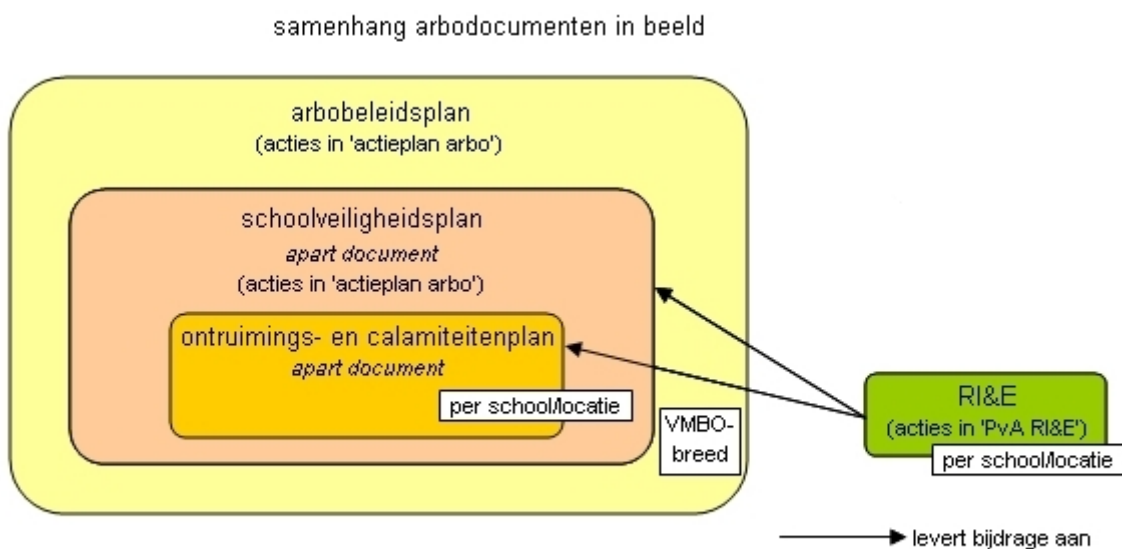 samenhang arbodocumenten in beeld
arbobeleidsplan
(acties in 'actieplan arbo')
schoolveiligheidsplan
apart document
(acties in 'actieplan arbo')
ontruimings- en calamiteitenplan
apart document
per school/locatie
VMBO-
breed
RI&E
(acties in 'PvA RI&E')
per school/locatie
levert bijdrage aan